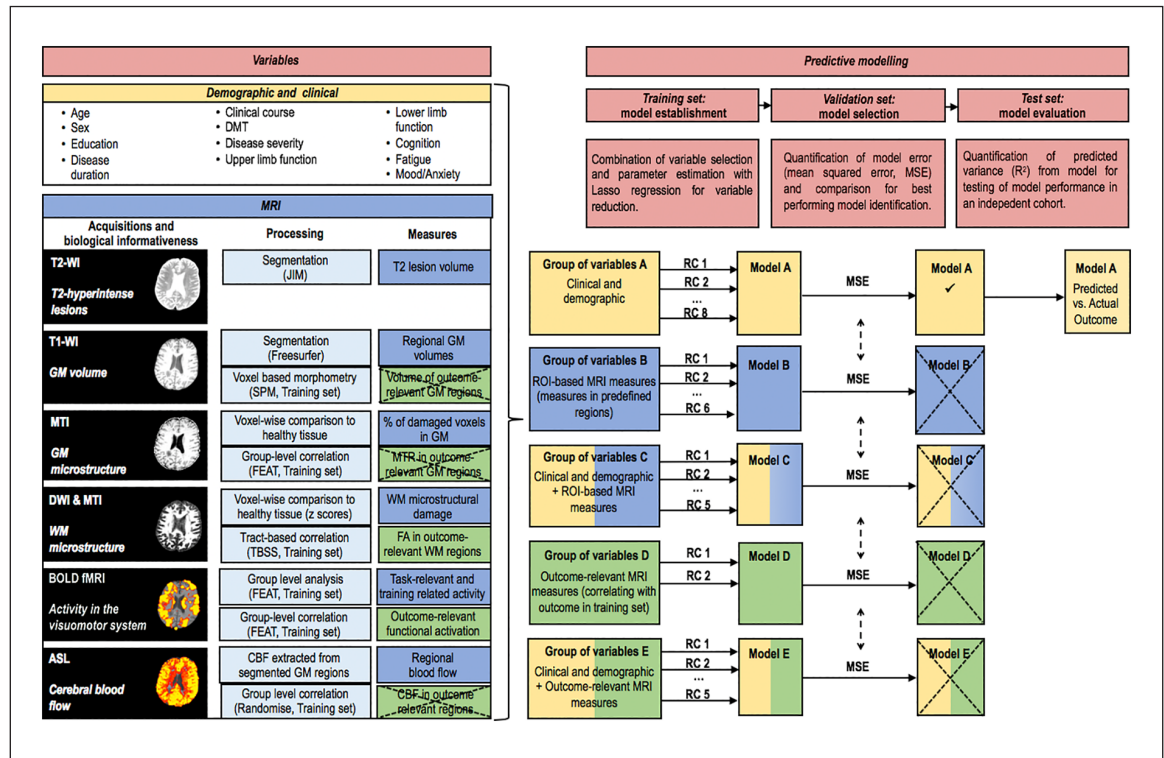 Variables
Demographic and clinical
• Age
• Sex
• Education
• Disease
duration
• Clinical course
• DMT
• Disease severity
• Upper limb function
• Lower limb
function
• Cognition
• Fatigue
• Mood/Anxiety
MRI
Acquisitions and
biological informativeness
Processing
Measures
T2-WI
T2-hyperintense
lesions
Segmentation
(JIM)
T2 lesion volume
T1-WI
GM volume
Segmentation
(Freesurfer)
Regional GM
volumes
Voxel based morphometry
(SPM, Training set)
Volume of outcome-
relevant GM regions
MTI
GM
microstructure
Voxel-wise comparison to
healthy tissue
% of damaged voxels
in GM
Group-level correlation
(FEAT, Training set)
MTR in outcome-
relevant GM regions
DWI & MTI
WM
microstructure
Voxel-wise comparison to
healthy tissue (z scores)
WM microstructural
damage
Tract-based correlation
(TBSS, Training set)
FA in outcome-
relevant WM regions
BOLD fMRI
Activity in the
visuomotor system
Group level analysis
(FEAT, Training set)
Task-relevant and
training related activity
Group-level correlation
(FEAT, Training set)
Outcome-relevant
functional activation
ASL
Cerebral blood
flow
CBF extracted from
segmented GM regions
Regional
blood flow
Group level correlation
(Randomise, Training set)
CBF in outcome
relevant regions
Predictive modelling
Training set:
model establishment
Validation set:
model selection
Test set:
model evaluation
Combination of variable selection
and parameter estimation with
Lasso regression for variable
reduction.
Quantification of model error
(mean squared error, MSE)
and comparison for best
performing model identification.
Quantification of predicted
variance (R²) from model for
testing of model performance in
an indepedent cohort.
Group of variables A
Clinical and
demographic
RC 1
RC 2
...
RC 8
Model A
MSE
Model A
✓
Model A
Predicted
vs. Actual
Outcome
Group of variables B
ROI-based MRI measures
(measures in predefined
regions)
RC 1
RC 2
...
RC 6
Model B
MSE
Model B
Group of variables C
Clinical and demographic
+ ROI-based MRI
measures
RC 1
RC 2
...
RC 5
Model C
MSE
Model C
Group of variables D
Outcome-relevant MRI
measures (correlating with
outcome in training set)
RC 1
RC 2
Model D
MSE
Model D
Group of variables E
Clinical and demographic
+ Outcome-relevant MRI
measures
RC 1
RC 2
...
RC 5
Model E
MSE
Model E